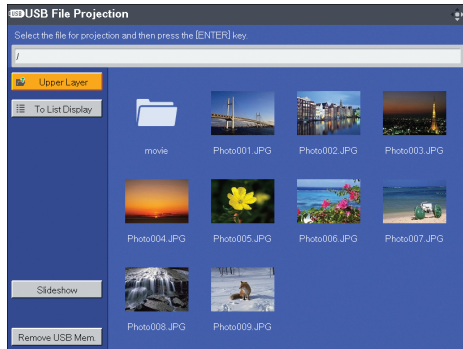 USB USB File Projection
Select the file for projection and then press the [ENTER] key.
/
Upper Layer
To List Display
movie
Photo001.JPG
Photo002.JPG
Photo003.JPG
Photo004.JPG
Photo005.JPG
Photo006.JPG
Photo007.JPG
Slideshow
Photo008.JPG
Photo009.JPG
Remove USB Mem.